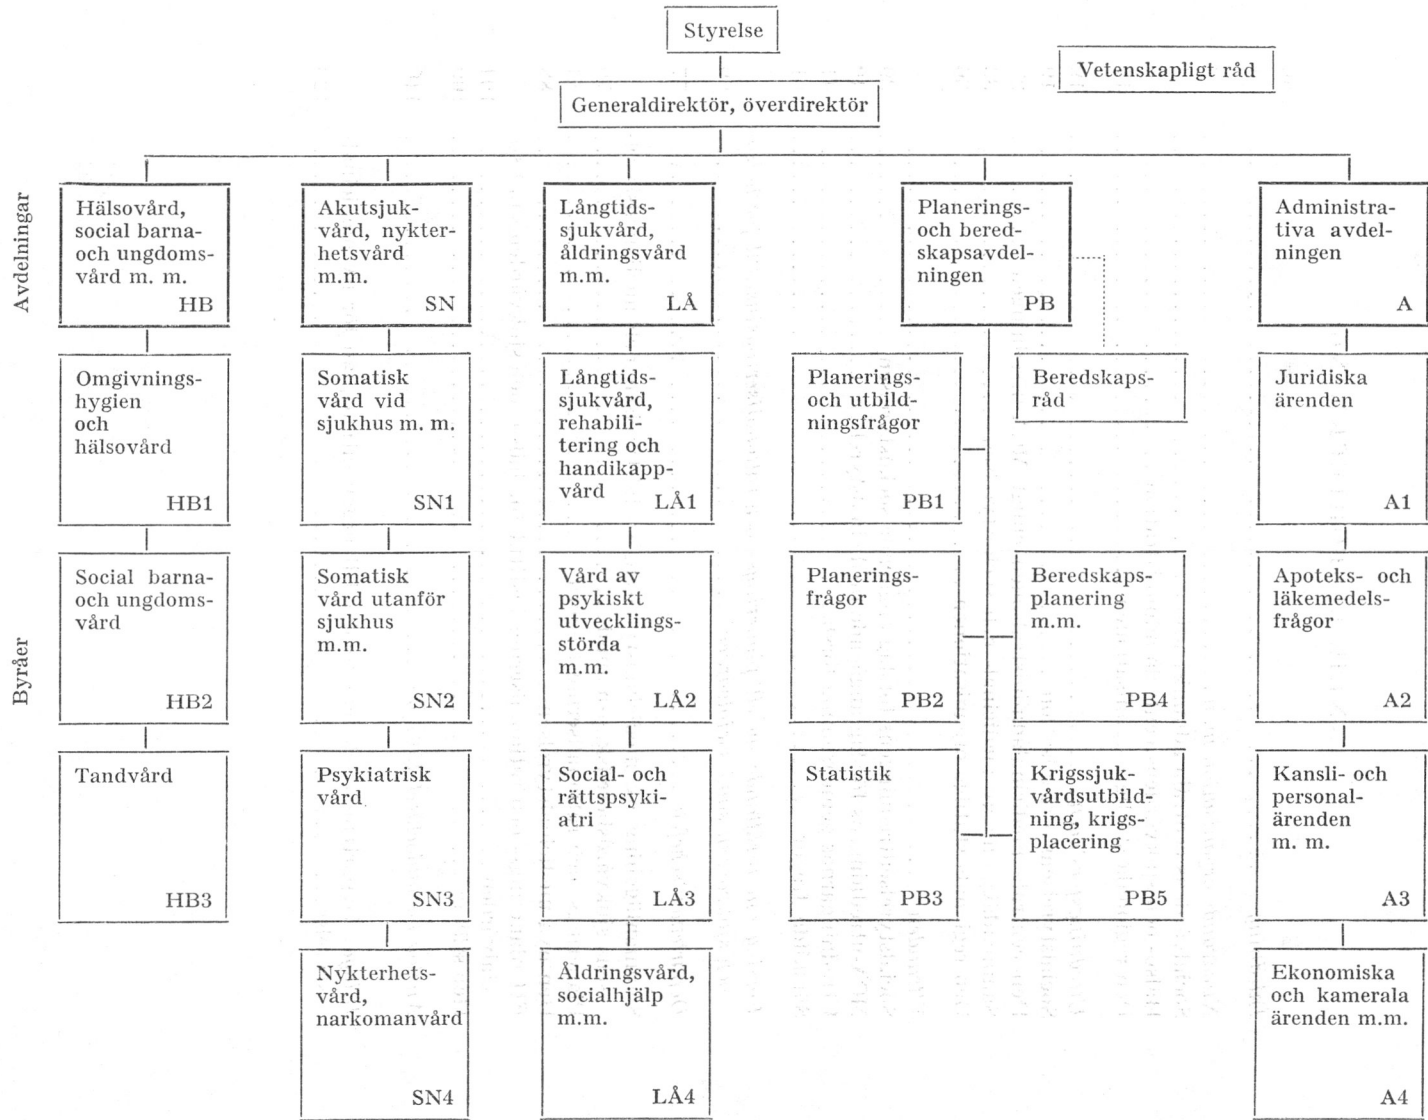 Styrelse
Vetenskapligt råd
Generaldirektör, överdirektör
Avdelningar
Hälsovård,
social barna-
och ungdoms-
vård m. m.
HB
Akutsjuk-
vård, nykter-
hetsvård
m.m.
SN
Långtids-
sjukvård,
åldringsvård
m.m.
LÅ
Planerings-
och bered-
skapsavdel-
ningen
PB
Administra-
tiva avdel-
ningen
A
Byråer
Omgivnings-
hygien
och
hälsovård
HB1
Somatisk
vård vid
sjukhus m. m.
SN1
Långtids-
sjukvård,
rehabili-
tering och
handikapp-
vård
LÅ1
Planerings-
och utbild-
ningsfrågor
PB1
Beredskaps-
råd
Juridiska
ärenden
A1
Social barna-
och ungdoms-
vård
HB2
Somatisk
vård utanför
sjukhus
m.m.
SN2
Vård av
psykiskt
utvecklings-
störda
m.m.
LÅ2
Planerings-
frågor
PB2
Beredskaps-
planering
m.m.
PB4
Apoteks- och
läkemedels-
frågor
A2
Tandvård
HB3
Psykiatrisk
vård
SN3
Social- och
rättspsyki-
atri
LÅ3
Statistik
PB3
Krigssjuk-
vårdsutbild-
ning, krigs-
placering
PB5
Kansli- och
personal-
ärenden
m. m.
A3
Nykterhets-
vård,
narkomanvård
SN4
Åldringsvård,
socialhjälp
m.m.
LÅ4
Ekonomiska
och kamerala
ärenden m.m.
A4